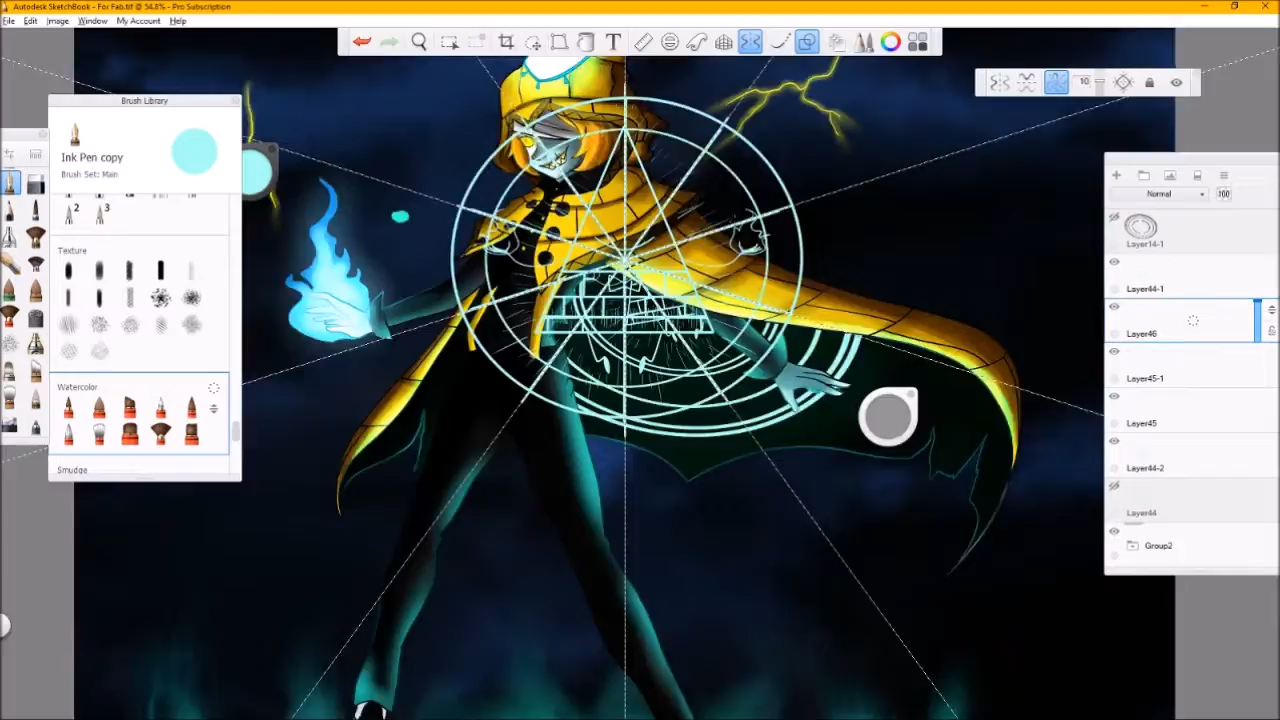 Autodesk SketchBook - For Fab.tif @ 54.8% - (Pro Subscription)
File Edit Image Window My Account Help
Brush Library
Ink Pen copy
Brush Set: Main
2 3
Texture
Watercolor
Smudge
10
Normal 100
Layer14-1
Layer44-1
Layer46
Layer45-1
Layer45
Layer44-2
Layer44
Group2